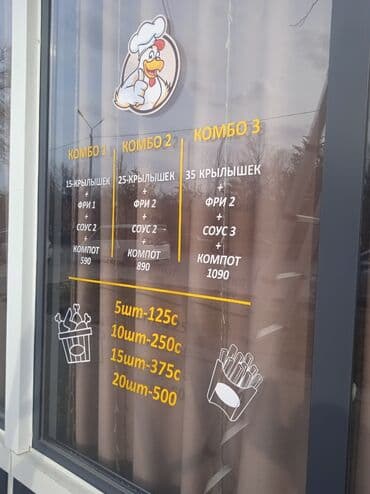 КОМБО 1
15-КРЫЛЫШЕК
+
ФРИ 1
+
СОУС 2
+
КОМПОТ
590
КОМБО 2
25-КРЫЛЫШЕК
+
ФРИ 2
+
СОУС 2
+
КОМПОТ
890
КОМБО 3
35 КРЫЛЫШЕК
+
ФРИ 2
+
СОУС 3
+
КОМПОТ
1090
5шт-125с
10шт-250с
15шт-375с
20шт-500